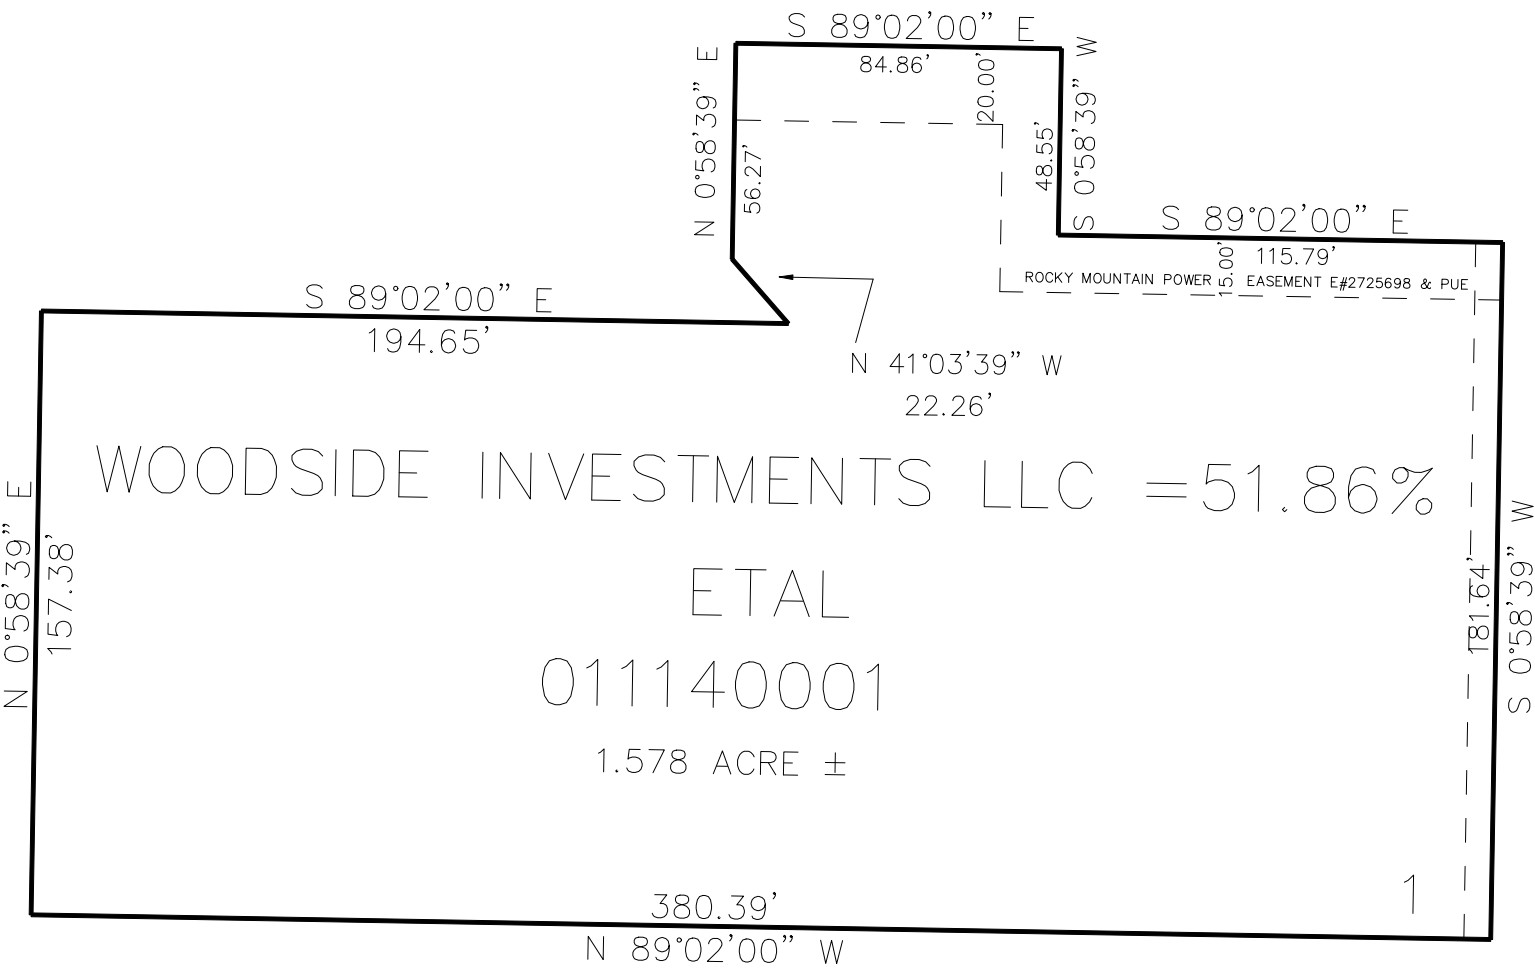 S 89°02'00" E
84.86'
20.00'
N 0°58'39" E
56.27'
48.55'
S 0°58'39" W
S 89°02'00" E
115.79'
15.00'
ROCKY MOUNTAIN POWER EASEMENT E#2725698 & PUE
S 89°02'00" E
194.65'
N 41°03'39" W
22.26'
WOODSIDE INVESTMENTS LLC =51.86%
ETAL
011140001
1.578 ACRE ±
N 0°58'39" E
157.38'
181.64'
S 0°58'39" W
1
380.39'
N 89°02'00" W